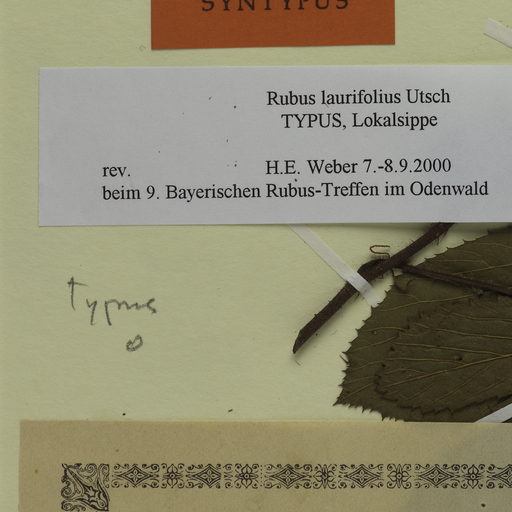 SYNTYPUS
Rubus laurifolius Utsch
TYPUS, Lokalsippe
rev. H.E. Weber 7.-8.9.2000
beim 9. Bayerischen Rubus-Treffen im Odenwald
Typus